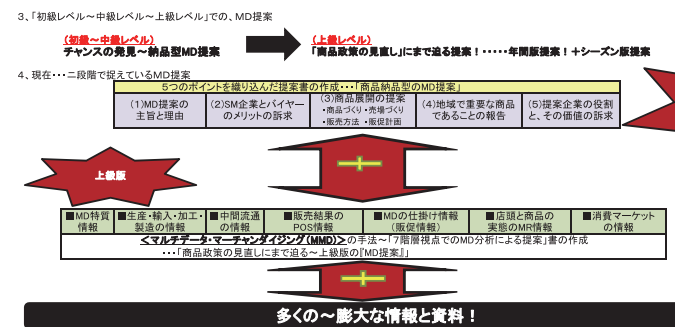 3、「初級レベル～中級レベル～上級レベル」での、MD提案
(初級～中級レベル)
チャンスの発見～納品型MD提案
(上級レベル)
「商品政策の見直し」にまで迫る提案！・・・・・年間版提案！＋シーズン版提案
4、現在・・・二段階で捉えているMD提案
5つのポイントを織り込んだ提案書の作成・・・「商品納品型のMD提案」
(1)MD提案の
主旨と理由
(2)SM企業とバイヤー
のメリットの訴求
(3)商品展開の提案
・商品づくり・売場づくり
・販売方法 ・販促計画
(4)地域で重要な商品
であることの報告
(5)提案企業の役割
と、その価値の訴求
上級版
■MD特質
情報
■生産・輸入・加工・
製造の情報
■中間流通
の情報
■販売結果の
POS情報
■MDの仕掛け情報
(販促情報)
■店頭と商品の
実態のMR情報
■消費マーケット
の情報
＜マルチデータ・マーチャンダイジング(MMD)＞の手法～「7階層視点でのMD分析による提案」書の作成
・・・「商品政策の見直しにまで迫る～上級版の『MD提案』」
多くの～膨大な情報と資料！